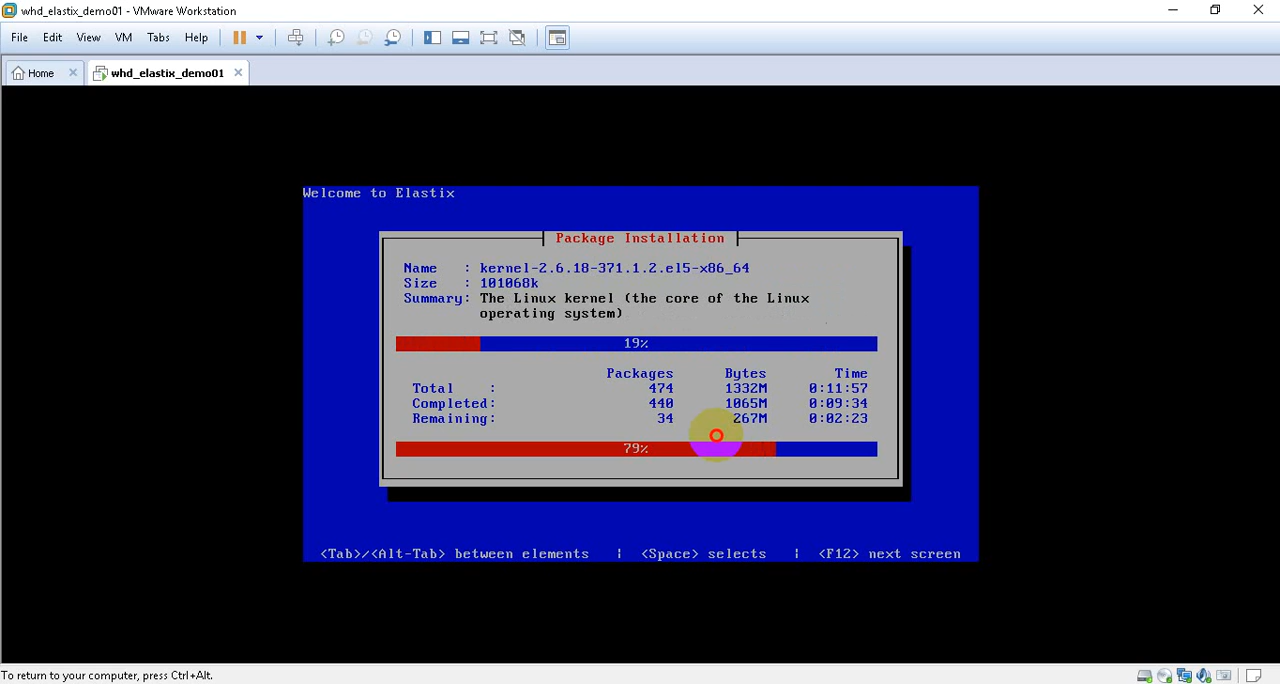 whd_elastix_demo01 - VMware Workstation
File Edit View VM Tabs Help
Home whd_elastix_demo01
Welcome to Elastix
Package Installation
Name : kernel-2.6.18-371.1.2.el5-x86_64
Size : 101068k
Summary: The Linux kernel (the core of the Linux
operating system)
19%
Packages Bytes Time
Total : 474 1332M 0:11:57
Completed: 440 1065M 0:09:34
Remaining: 34 267M 0:02:23
79%
<Tab>/<Alt-Tab> between elements | <Space> selects | <F12> next screen
To return to your computer, press Ctrl+Alt.